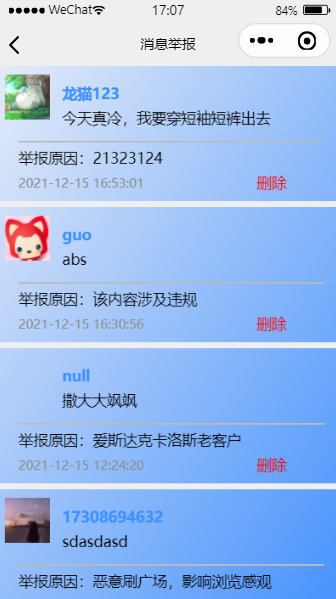 WeChat 17:07 84%
消息举报
龙猫123
今天真冷，我要穿短袖短裤出去
举报原因：21323124
2021-12-15 16:53:01 删除
guo
abs
举报原因：该内容涉及违规
2021-12-15 16:30:56 删除
null
撒大大飒飒
举报原因：爱斯达克卡洛斯老客户
2021-12-15 12:24:20 删除
17308694632
sdasdasd
举报原因：恶意刷广场，影响浏览感观